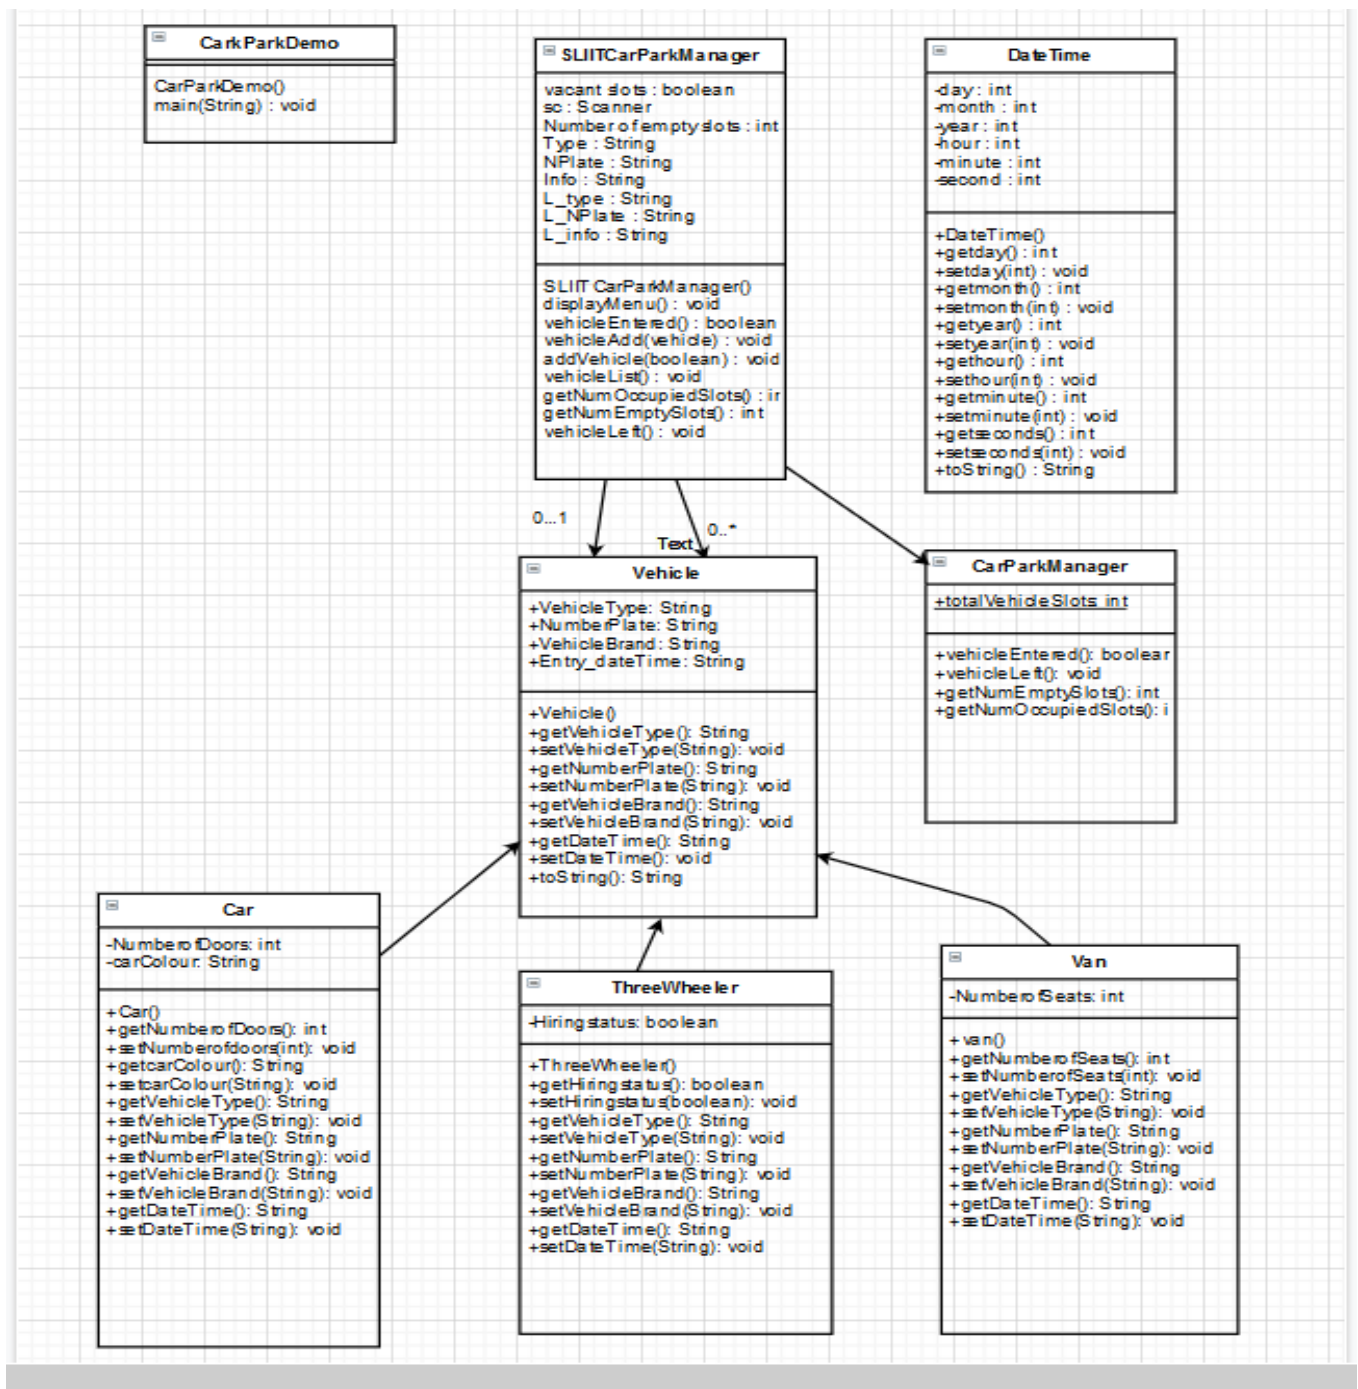 CarkParkDemo
CarParkDemo()
main(String) : void
SLIITCarParkManager
vacant slots : boolean
sc : Scanner
Number of empty slots : int
Type : String
NPlate : String
Info : String
L_type : String
L_NPlate : String
L_info : String
SLIIT CarParkManager()
displayMenu() : void
vehicleEntered() : boolean
vehicleAdd(vehicle) : void
addVehicle(boolean) : void
vehicleList() : void
getNumOccupiedSlots() : ir
getNumEmptySlots() : int
vehicleLeft() : void
DateTime
-day : int
-month : int
-year : int
-hour : int
-minute : int
-second : int
+DateTime()
+getday() : int
+setday(int) : void
+getmonth() : int
+setmonth(int) : void
+getyear() : int
+setyear(int) : void
+gethour() : int
+sethour(int) : void
+getminute() : int
+setminute(int) : void
+getseconds() : int
+setseconds(int) : void
+toString() : String
0...1
0..*
Text
Vehicle
+VehicleType: String
+NumberPlate: String
+VehicleBrand: String
+Entry_dateTime: String
+Vehicle()
+getVehicleType(): String
+setVehicleType(String): void
+getNumberPlate(): String
+setNumberPlate(String): void
+getVehicleBrand(): String
+setVehicleBrand(String): void
+getDateTime(): String
+setDateTime(): void
+toString(): String
CarParkManager
+totalVehicleSlots: int
+vehicleEntered(): boolear
+vehicleLeft(): void
+getNumEmptySlots(): int
+getNumOccupiedSlots(): i
Car
-NumberofDoors: int
-carColour: String
+Car()
+getNumberofDoors(): int
+setNumberofdoors(int): void
+getcarColour(): String
+setcarColour(String): void
+getVehicleType(): String
+setVehicleType(String): void
+getNumberPlate(): String
+setNumberPlate(String): void
+getVehicleBrand(): String
+setVehicleBrand(String): void
+getDateTime(): String
+setDateTime(String): void
ThreeWheeler
-Hiringstatus: boolean
+ThreeWheeler()
+getHiringstatus(): boolean
+setHiringstatus(boolean): void
+getVehicleType(): String
+setVehicleType(String): void
+getNumberPlate(): String
+setNumberPlate(String): void
+getVehicleBrand(): String
+setVehicleBrand(String): void
+getDateTime(): String
+setDateTime(String): void
Van
-NumberofSeats: int
+van()
+getNumberofSeats(): int
+setNumberofSeats(int): void
+getVehicleType(): String
+setVehicleType(String): void
+getNumberPlate(): String
+setNumberPlate(String): void
+getVehicleBrand(): String
+setVehicleBrand(String): void
+getDateTime(): String
+setDateTime(String): void